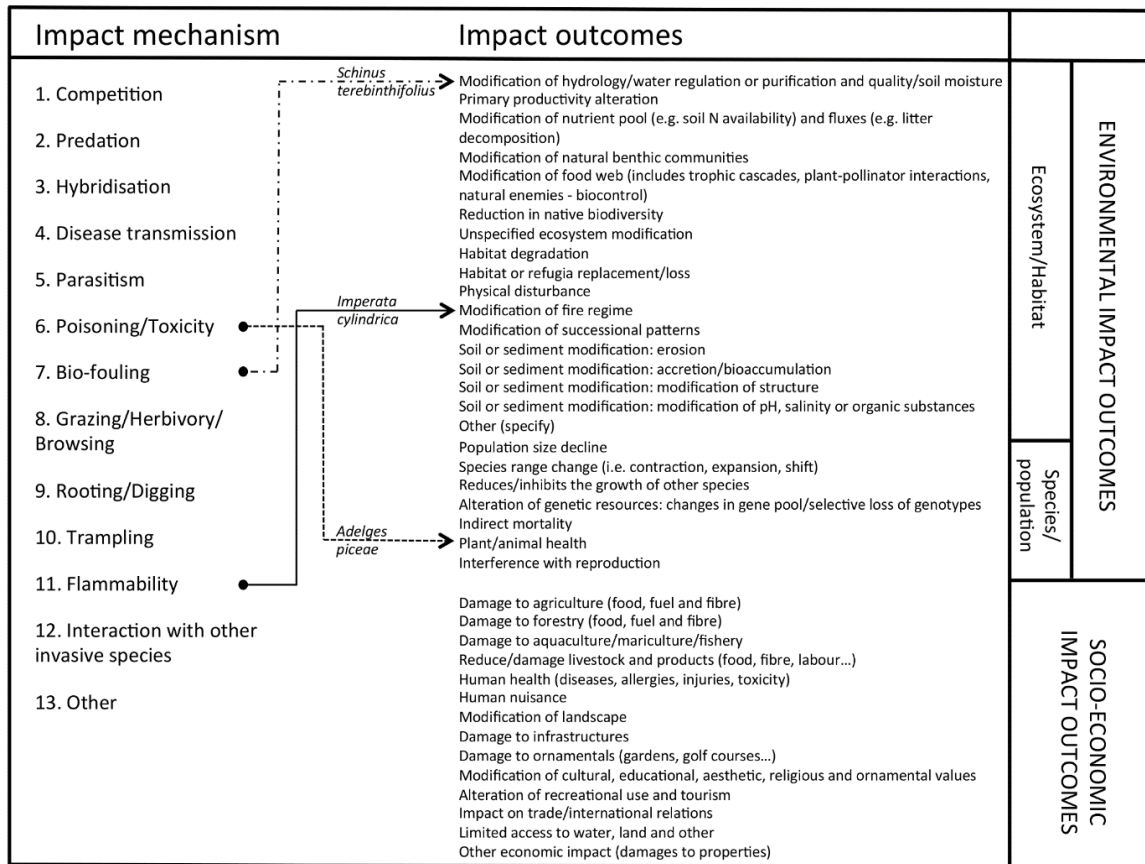 Impact mechanism
Impact outcomes
1. Competition
2. Predation
3. Hybridisation
4. Disease transmission
5. Parasitism
6. Poisoning/Toxicity
7. Bio-fouling
8. Grazing/Herbivory/
Browsing
9. Rooting/Digging
10. Trampling
11. Flammability
12. Interaction with other
invasive species
13. Other
Schinus
terebinthifolius
Imperata
cylindrica
Adelges
piceae
Modification of hydrology/water regulation or purification and quality/soil moisture
Primary productivity alteration
Modification of nutrient pool (e.g. soil N availability) and fluxes (e.g. litter
decomposition)
Modification of natural benthic communities
Modification of food web (includes trophic cascades, plant-pollinator interactions,
natural enemies - biocontrol)
Reduction in native biodiversity
Unspecified ecosystem modification
Habitat degradation
Habitat or refugia replacement/loss
Physical disturbance
Modification of fire regime
Modification of successional patterns
Soil or sediment modification: erosion
Soil or sediment modification: accretion/bioaccumulation
Soil or sediment modification: modification of structure
Soil or sediment modification: modification of pH, salinity or organic substances
Other (specify)
Population size decline
Species range change (i.e. contraction, expansion, shift)
Reduces/inhibits the growth of other species
Alteration of genetic resources: changes in gene pool/selective loss of genotypes
Indirect mortality
Plant/animal health
Interference with reproduction
Damage to agriculture (food, fuel and fibre)
Damage to forestry (food, fuel and fibre)
Damage to aquaculture/mariculture/fishery
Reduce/damage livestock and products (food, fibre, labour...)
Human health (diseases, allergies, injuries, toxicity)
Human nuisance
Modification of landscape
Damage to infrastructures
Damage to ornamentals (gardens, golf courses...)
Modification of cultural, educational, aesthetic, religious and ornamental values
Alteration of recreational use and tourism
Impact on trade/international relations
Limited access to water, land and other
Other economic impact (damages to properties)
Ecosystem/Habitat
Species/
population
ENVIRONMENTAL IMPACT OUTCOMES
SOCIO-ECONOMIC
IMPACT OUTCOMES